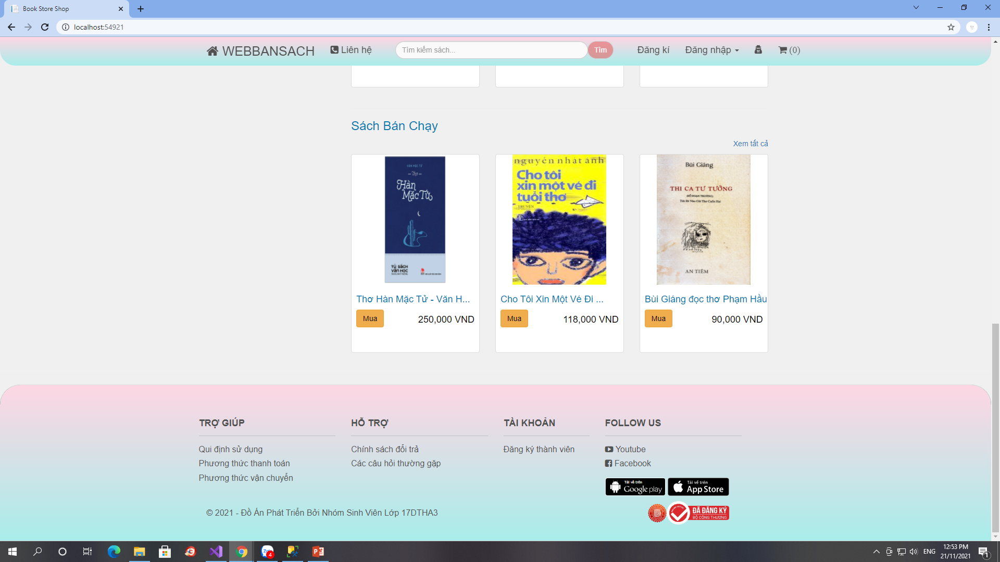 Book Store Shop
localhost:54921
WEBBANSACH
Liên hệ
Tìm kiếm sách...
Tìm
Đăng kí
Đăng nhập
(0)
Sách Bán Chạy
Xem tất cả
HÀN MẶC TỬ
Thơ
Hàn
Mặc Tử
TỦ SÁCH
VĂN HỌC
nguyễn nhật ánh
Cho tôi
xin một vé đi
tuổi thơ
TRUYỆN
Bùi Giáng
THI CA TƯ TƯỞNG
AN TIÊM
Thơ Hàn Mặc Tử - Văn H...
Mua
250,000 VND
Cho Tôi Xin Một Vé Đi ...
Mua
118,000 VND
Bùi Giáng đọc thơ Phạm Hầu
Mua
90,000 VND
TRỢ GIÚP
Qui định sử dụng
Phương thức thanh toán
Phương thức vận chuyển
HỖ TRỢ
Chính sách đổi trả
Các câu hỏi thường gặp
TÀI KHOẢN
Đăng ký thành viên
FOLLOW US
Youtube
Facebook
Tải về trên
Google play
Tải về trên
App Store
ĐÃ ĐĂNG KÝ
BỘ CÔNG THƯƠNG
© 2021 - Đồ Án Phát Triển Bởi Nhóm Sinh Viên Lớp 17DTHA3
Zalo
4
ENG
12:53 PM
21/11/2021
1